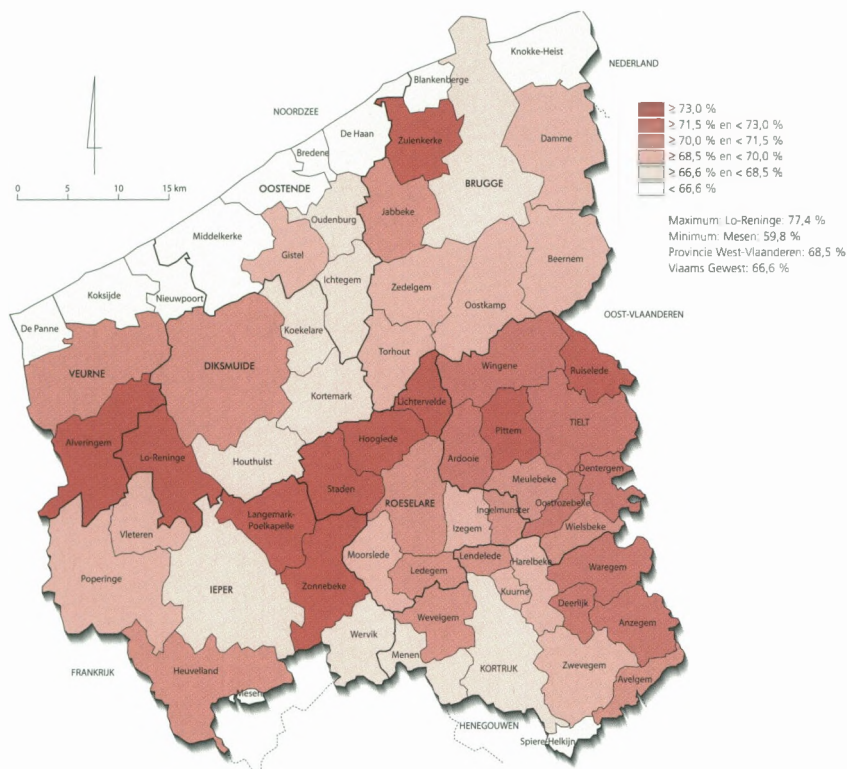 Knokke-Heist
NEDERLAND
Blankenberge
NOORDZEE
De Haan
Zuienkerke
Damme
Bredene
OOSTENDE
BRUGGE
0 5 10 15 km
Oudenburg
Jabbeke
Middelkerke
Gistel
Beernem
Ichtegem
Zedelgem
Oostkamp
Koksijde
Nieuwpoort
De Panne
Koekelare
OOST-VLAANDEREN
Torhout
VEURNE
DIKSMUIDE
Wingene
Ruiselede
Kortemark
Lichtervelde
Pittem
TIELT
Alveringem
Hooglede
Lo-Reninge
Houthulst
Ardooie
Dentergem
Staden
Meulebeke
ROESELARE
Oostrozebeke
Langemark-
Poelkapelle
Ingelmunster
Izegem
Wielsbeke
Vleteren
Moorslede
Lendelede
Harelbeke
Waregem
Poperinge
IEPER
Zonnebeke
Ledegem
Kuurne
Deerlijk
Wevelgem
Anzegem
Wervik
Menen
KORTRIJK
Zwevegem
FRANKRIJK
Heuvelland
Avelgem
Mesen
HENEGOUWEN
Spiere-Helkijn
≥ 73,0 %
≥ 71,5 % en < 73,0 %
≥ 70,0 % en < 71,5 %
≥ 68,5 % en < 70,0 %
≥ 66,6 % en < 68,5 %
< 66,6 %
Maximum: Lo-Reninge: 77,4 %
Minimum: Mesen: 59,8 %
Provincie West-Vlaanderen: 68,5 %
Vlaams Gewest: 66,6 %